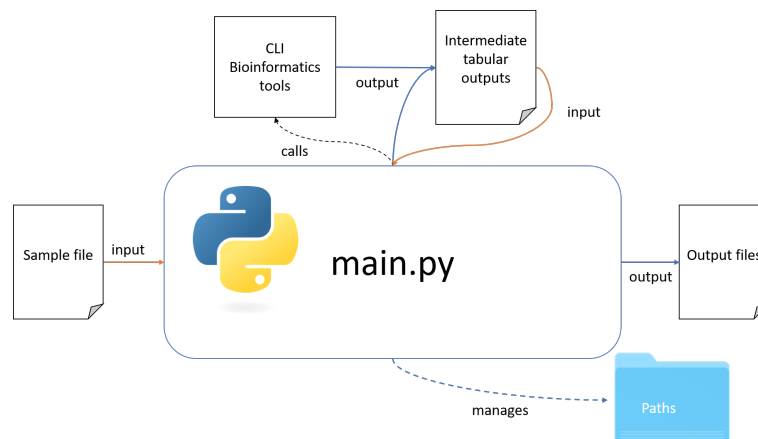 CLI
Bioinformatics
tools
output
Intermediate
tabular
outputs
input
calls
Sample file
input
main.py
output
Output files
manages
Paths